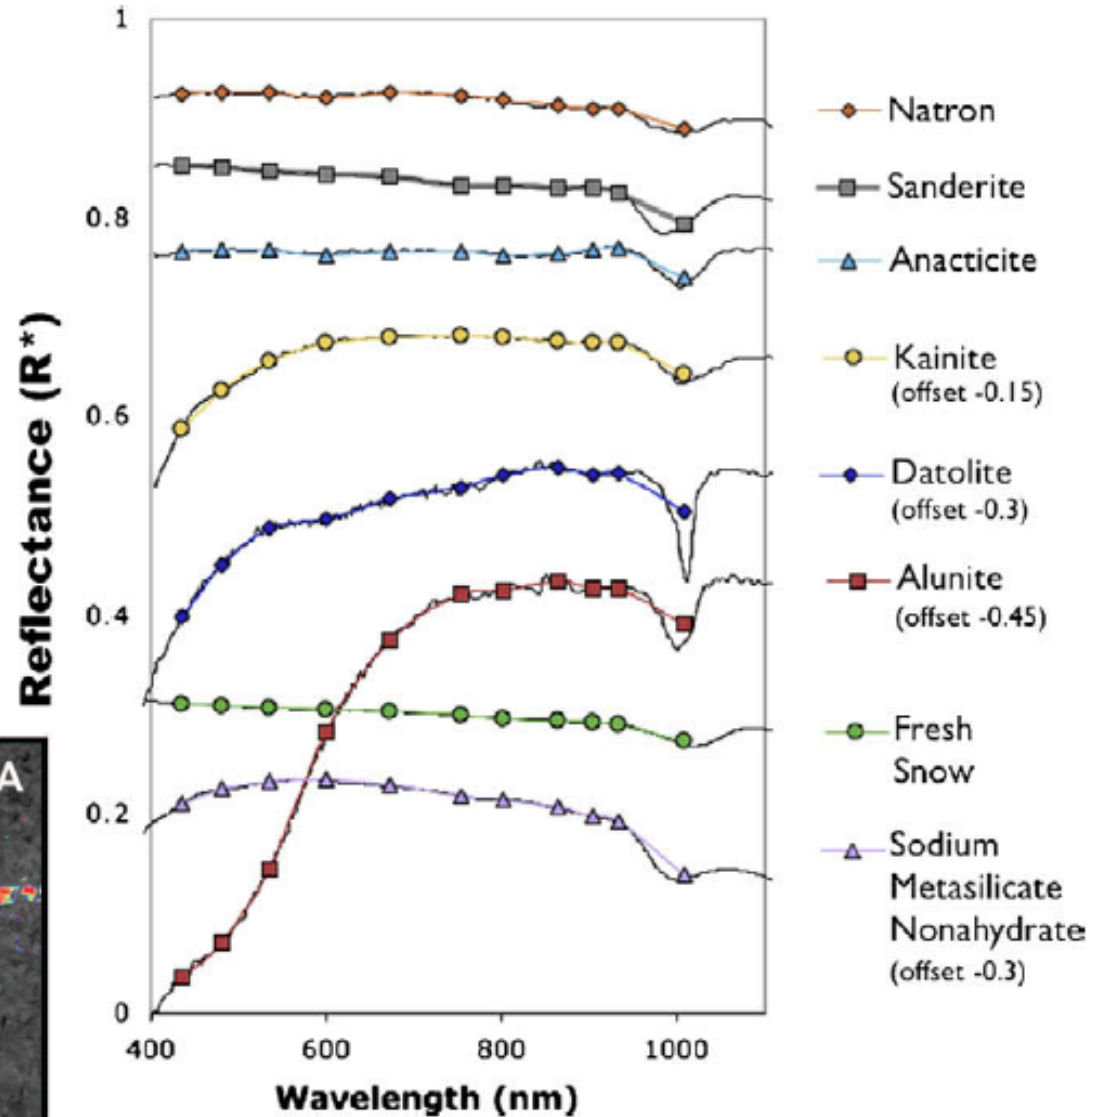 Reflectance (R*)
1
0.8
0.6
0.4
0.2
0
400
600
800
1000
Wavelength (nm)
Natron
Sanderite
Anacticite
Kainite
(offset -0.15)
Datolite
(offset -0.3)
Alunite
(offset -0.45)
Fresh
Snow
Sodium
Metasilicate
Nonahydrate
(offset -0.3)
A